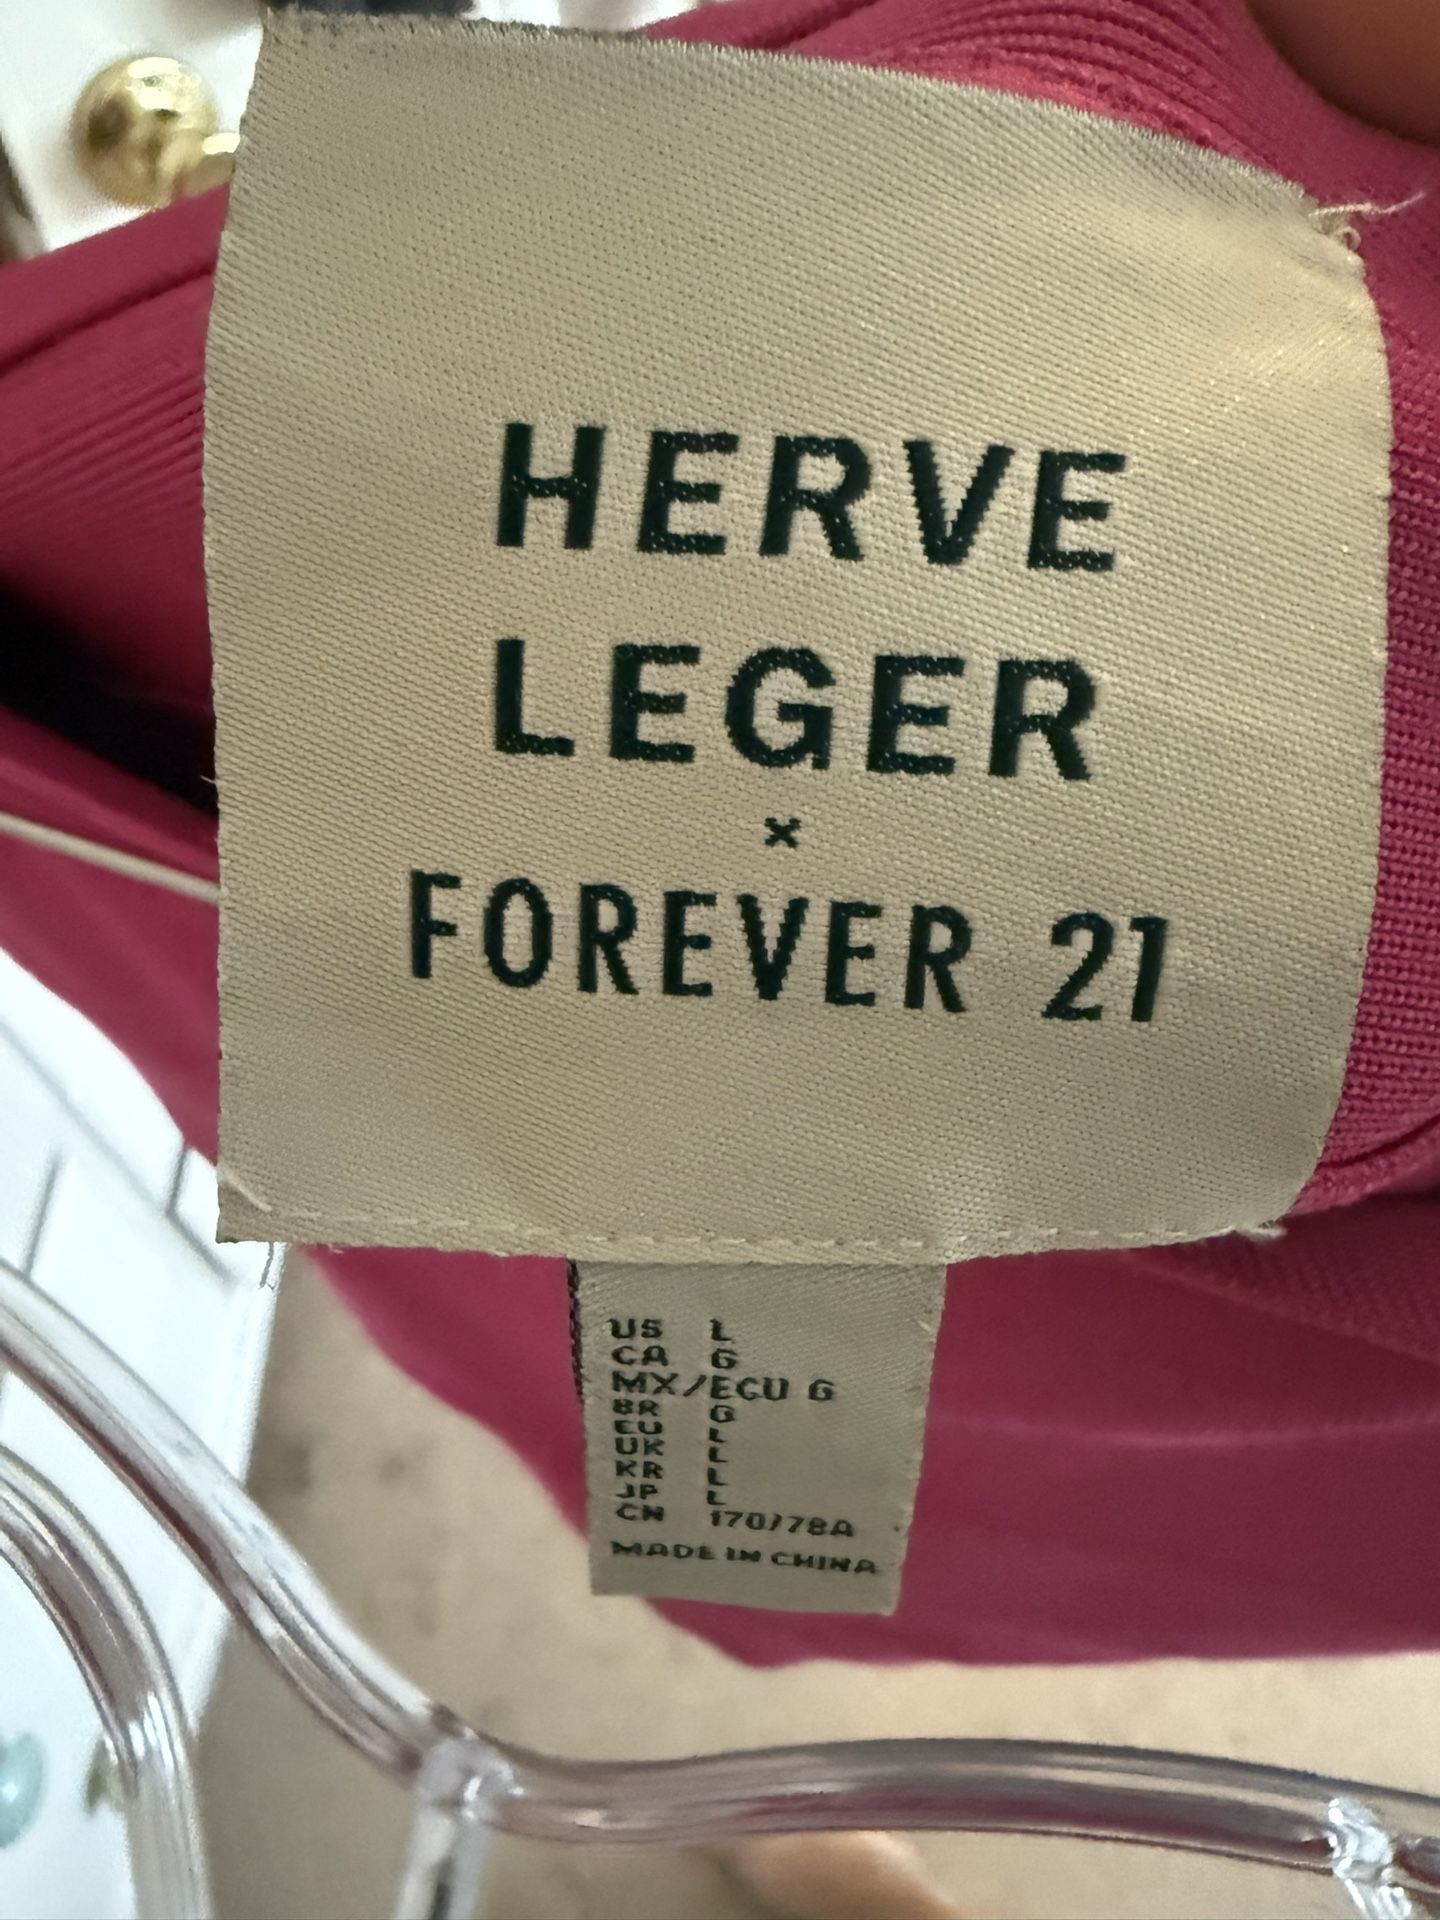 HERVE
LEGER
×
FOREVER 21
US L
CA G
MX/ECU G
BR G
EU L
UK L
KR L
JP L
CN 170/78A
MADE IN CHINA